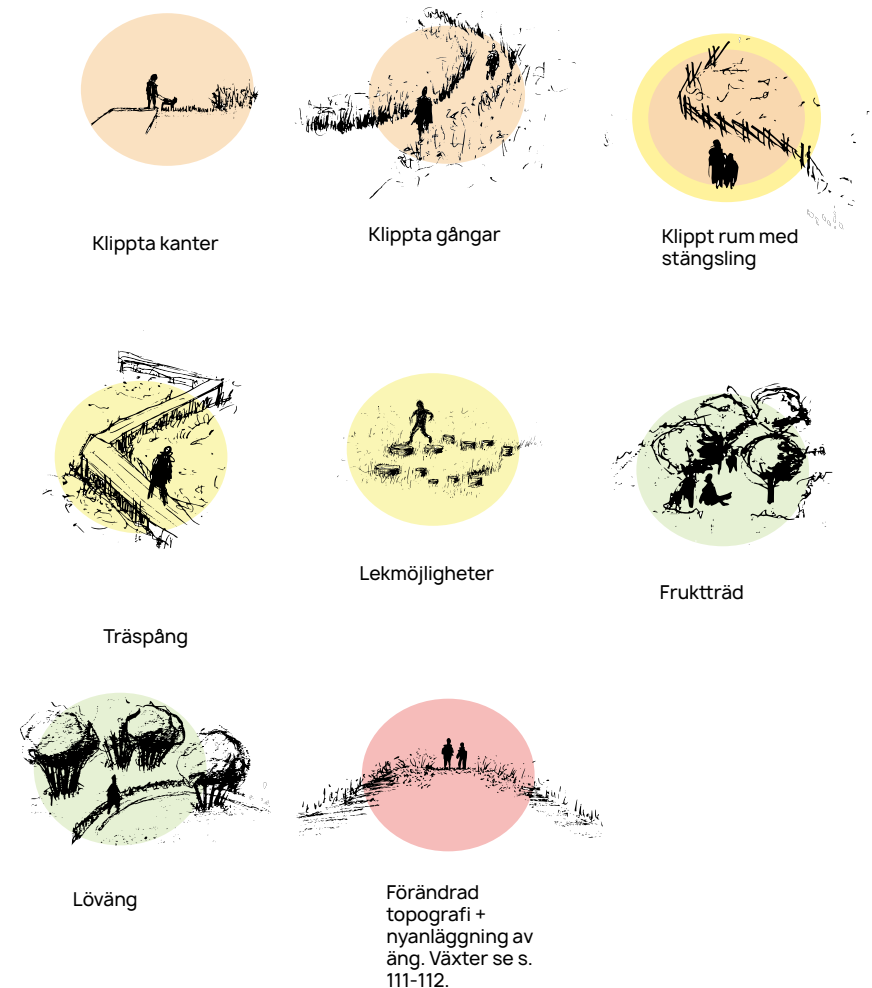 Klippta kanter
Klippta gångar
Klippt rum med
stängsling
Träspång
Lekmöjligheter
Fruktträd
Löväng
Förändrad
topografi +
nyanläggning av
äng. Växter se s.
111-112.